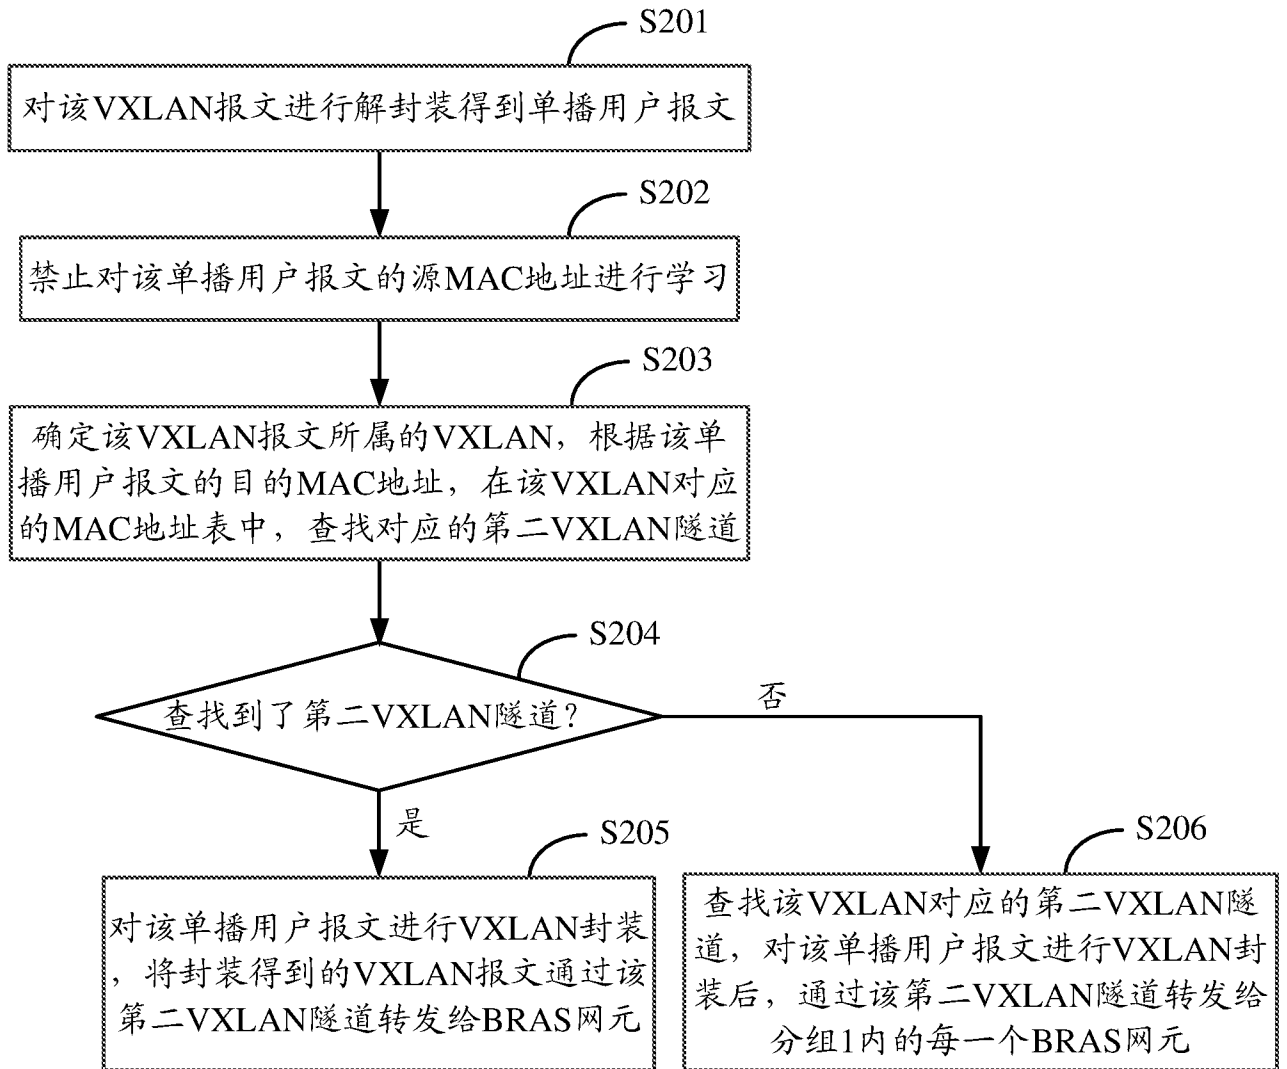 S201
对该VXLAN报文进行解封装得到单播用户报文
S202
禁止对该单播用户报文的源MAC地址进行学习
S203
确定该VXLAN报文所属的VXLAN，根据该单
播用户报文的目的MAC地址，在该VXLAN对应
的MAC地址表中，查找对应的第二VXLAN隧道
S204
查找到了第二VXLAN隧道？
否
是
S205
对该单播用户报文进行VXLAN封装
，将封装得到的VXLAN报文通过该
第二VXLAN隧道转发给BRAS网元
S206
查找该VXLAN对应的第二VXLAN隧
道，对该单播用户报文进行VXLAN封
装后，通过该第二VXLAN隧道转发给
分组1内的每一个BRAS网元